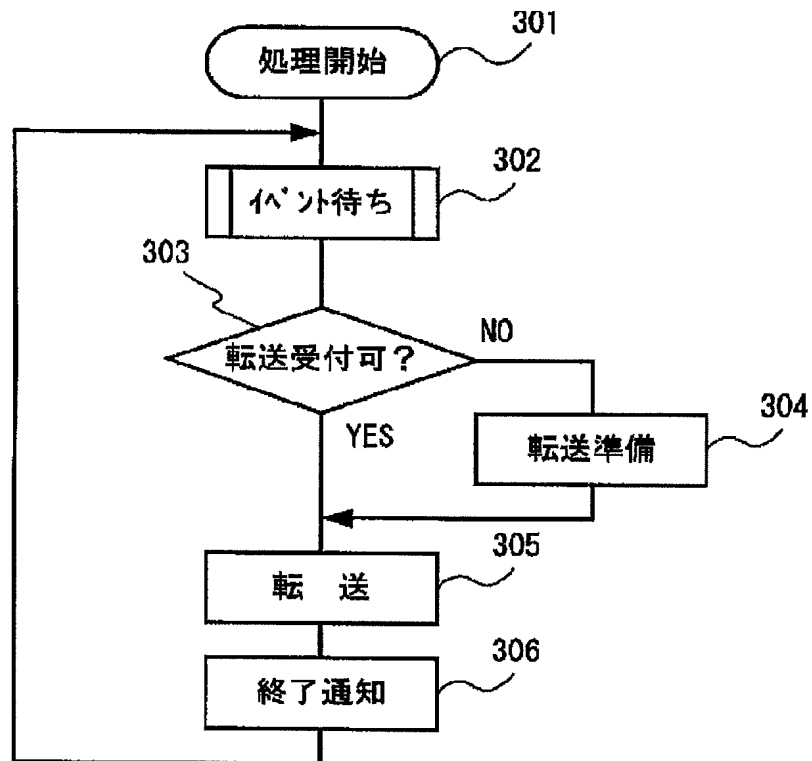 処理開始
301
イベント待ち
302
303
転送受付可?
NO
YES
転送準備
304
転 送
305
終了通知
306